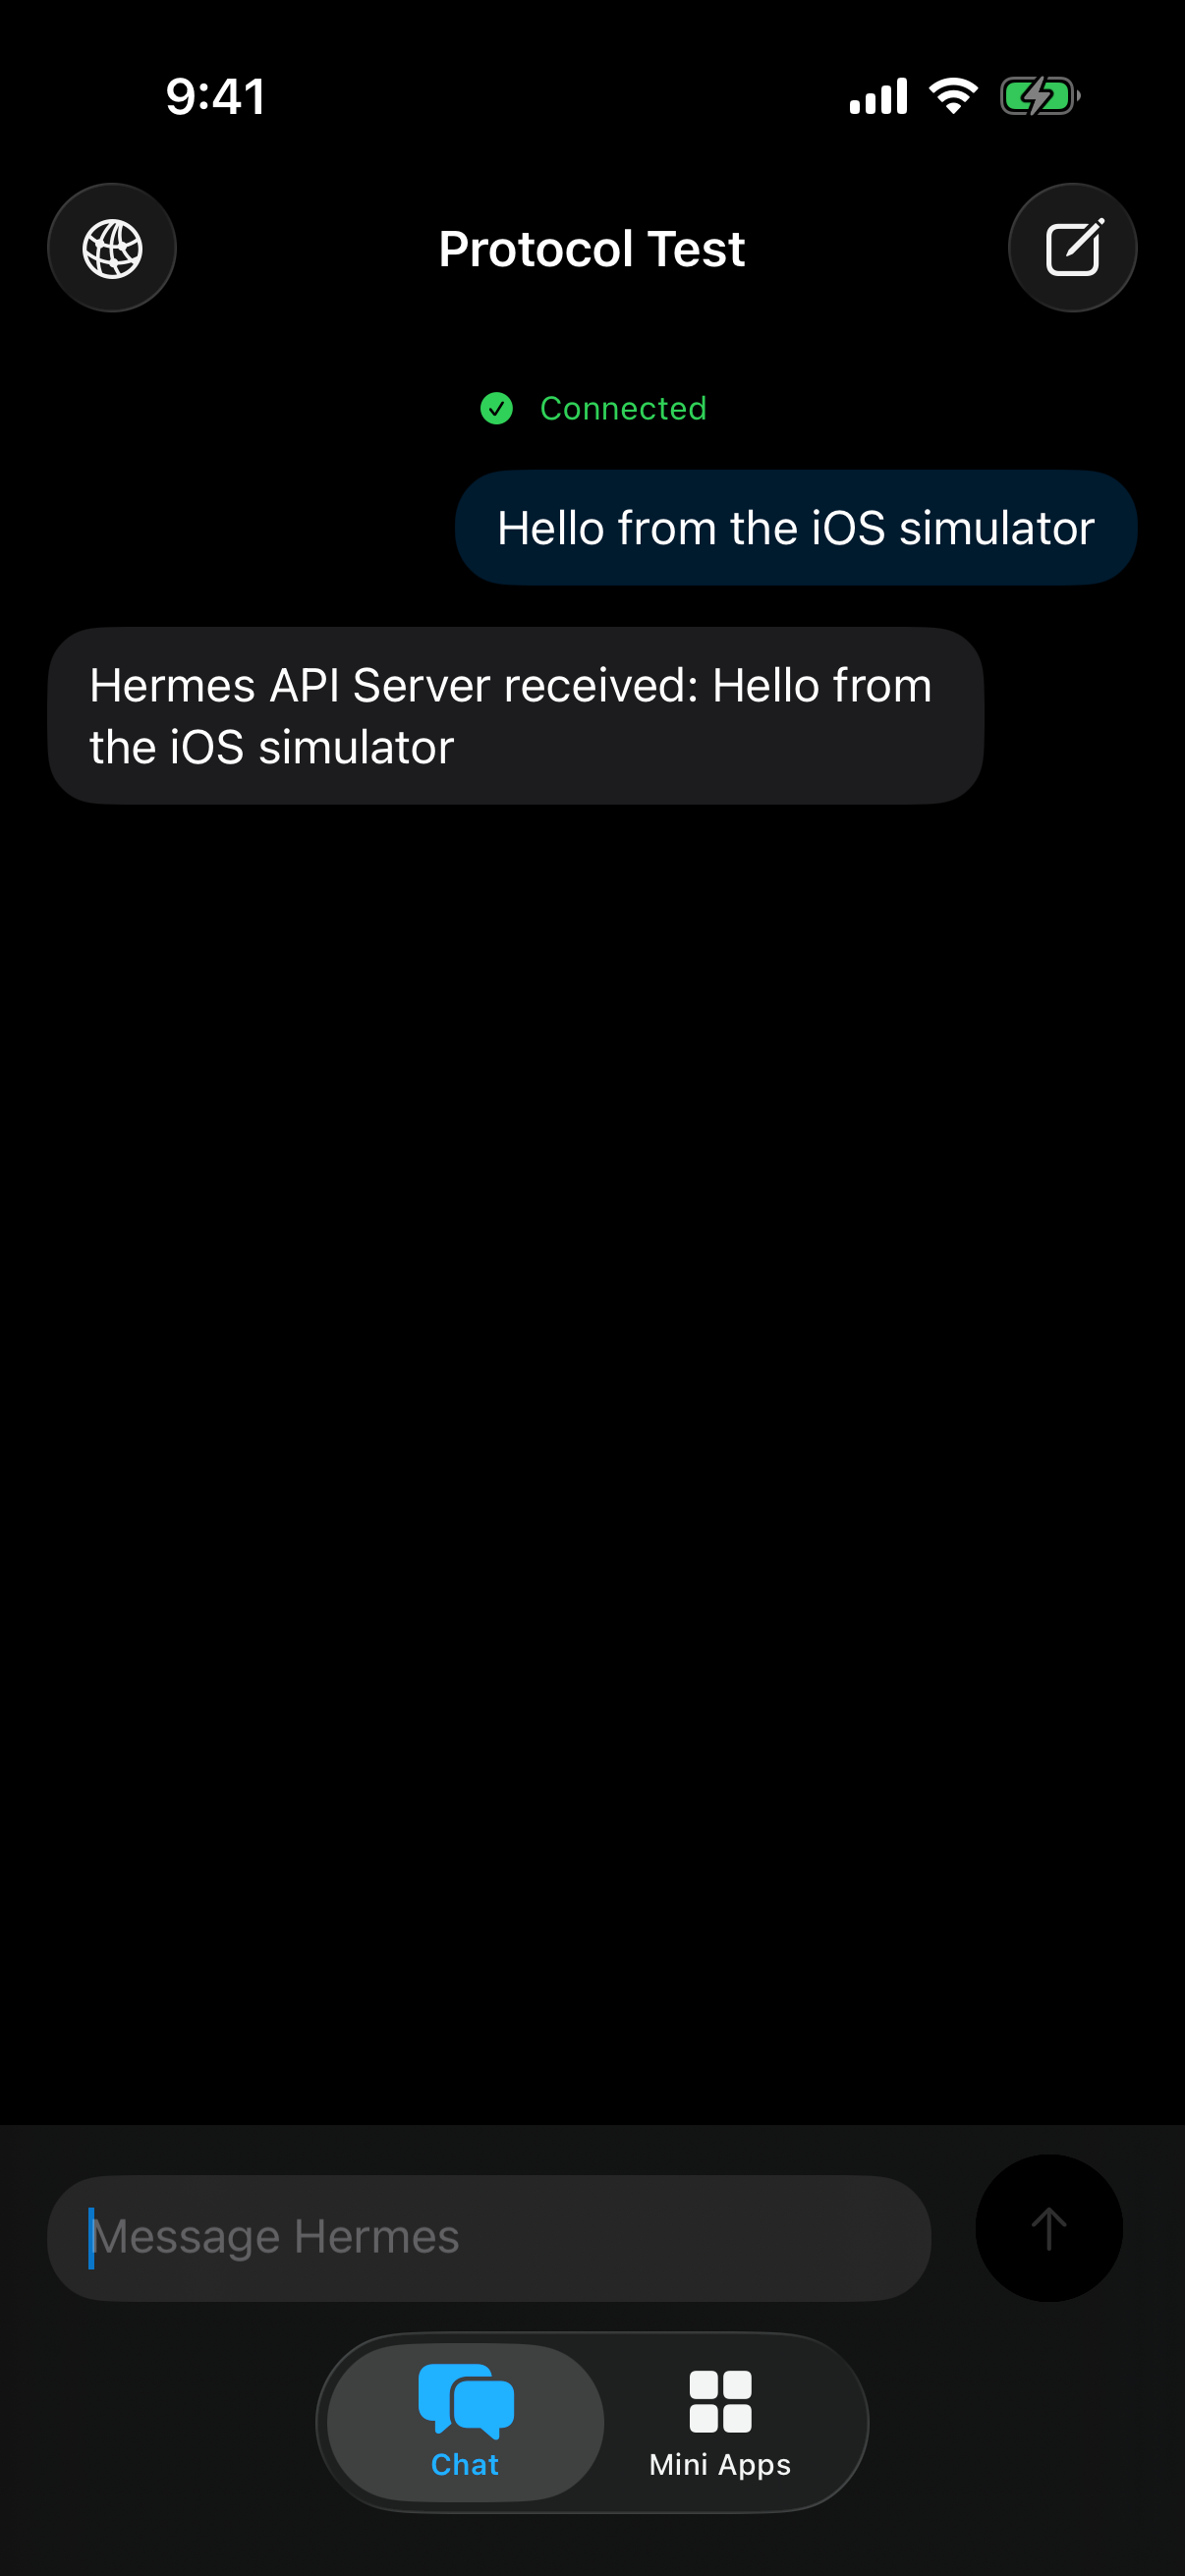 9:41
Protocol Test
Connected
Hello from the iOS simulator
Hermes API Server received: Hello from
the iOS simulator
Message Hermes
Chat
Mini Apps